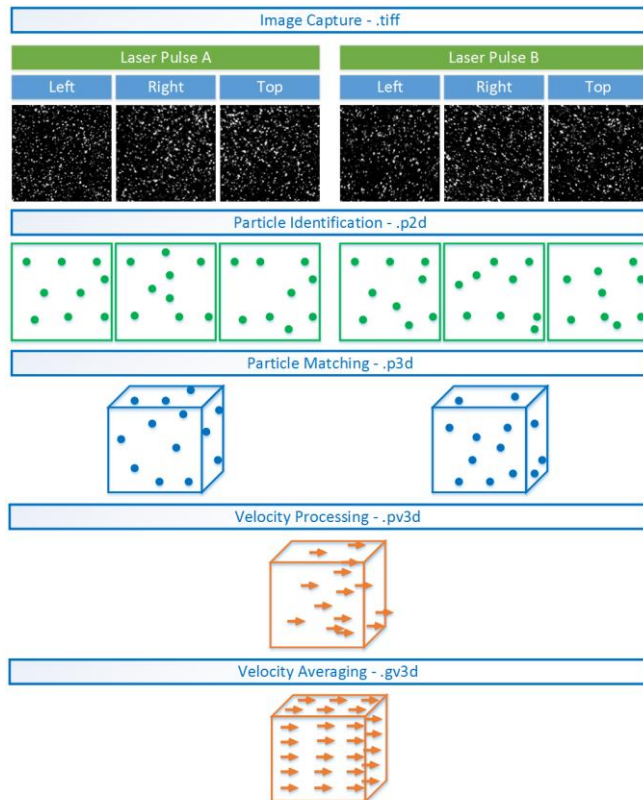 Image Capture - .tiff
Laser Pulse A
Laser Pulse B
Left
Right
Top
Left
Right
Top
Particle Identification - .p2d
Particle Matching - .p3d
Velocity Processing - .pv3d
Velocity Averaging - .gv3d